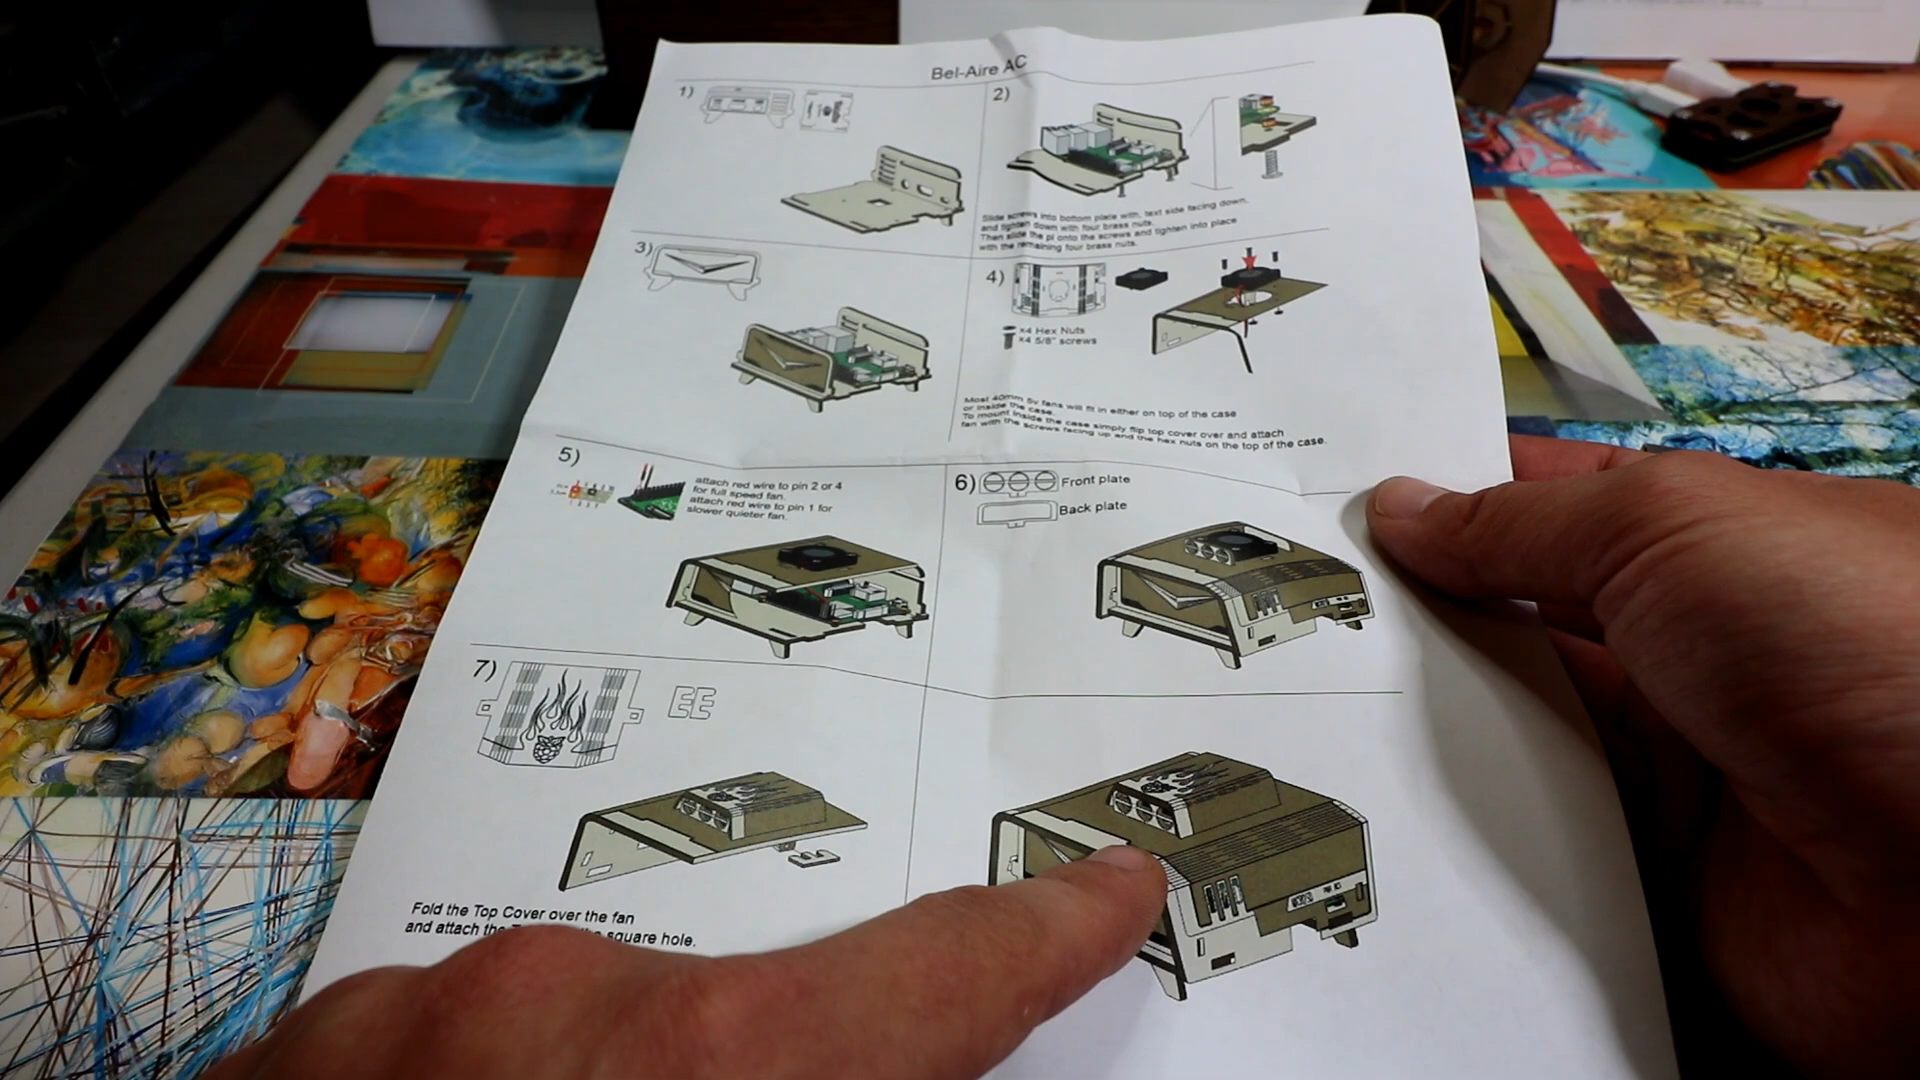 Bel-Aire AC
1)
2)
Slide screws into bottom plate with, text side facing down,
and tighten down with four brass nuts.
Then slide the pi onto the screws and tighten into place
with the remaining four brass nuts.
3)
4)
x4 Hex Nuts
x4 5/8" screws
Most 40mm 5v fans will fit in either on top of the case
or inside the case.
To mount inside the case simply flip top cover over and attach
fan with the screws facing up and the hex nuts on the top of the case.
5)
attach red wire to pin 2 or 4
for full speed fan.
attach red wire to pin 1 for
slower quieter fan.
6)
Front plate
Back plate
7)
Fold the Top Cover over the fan
and attach the square hole.